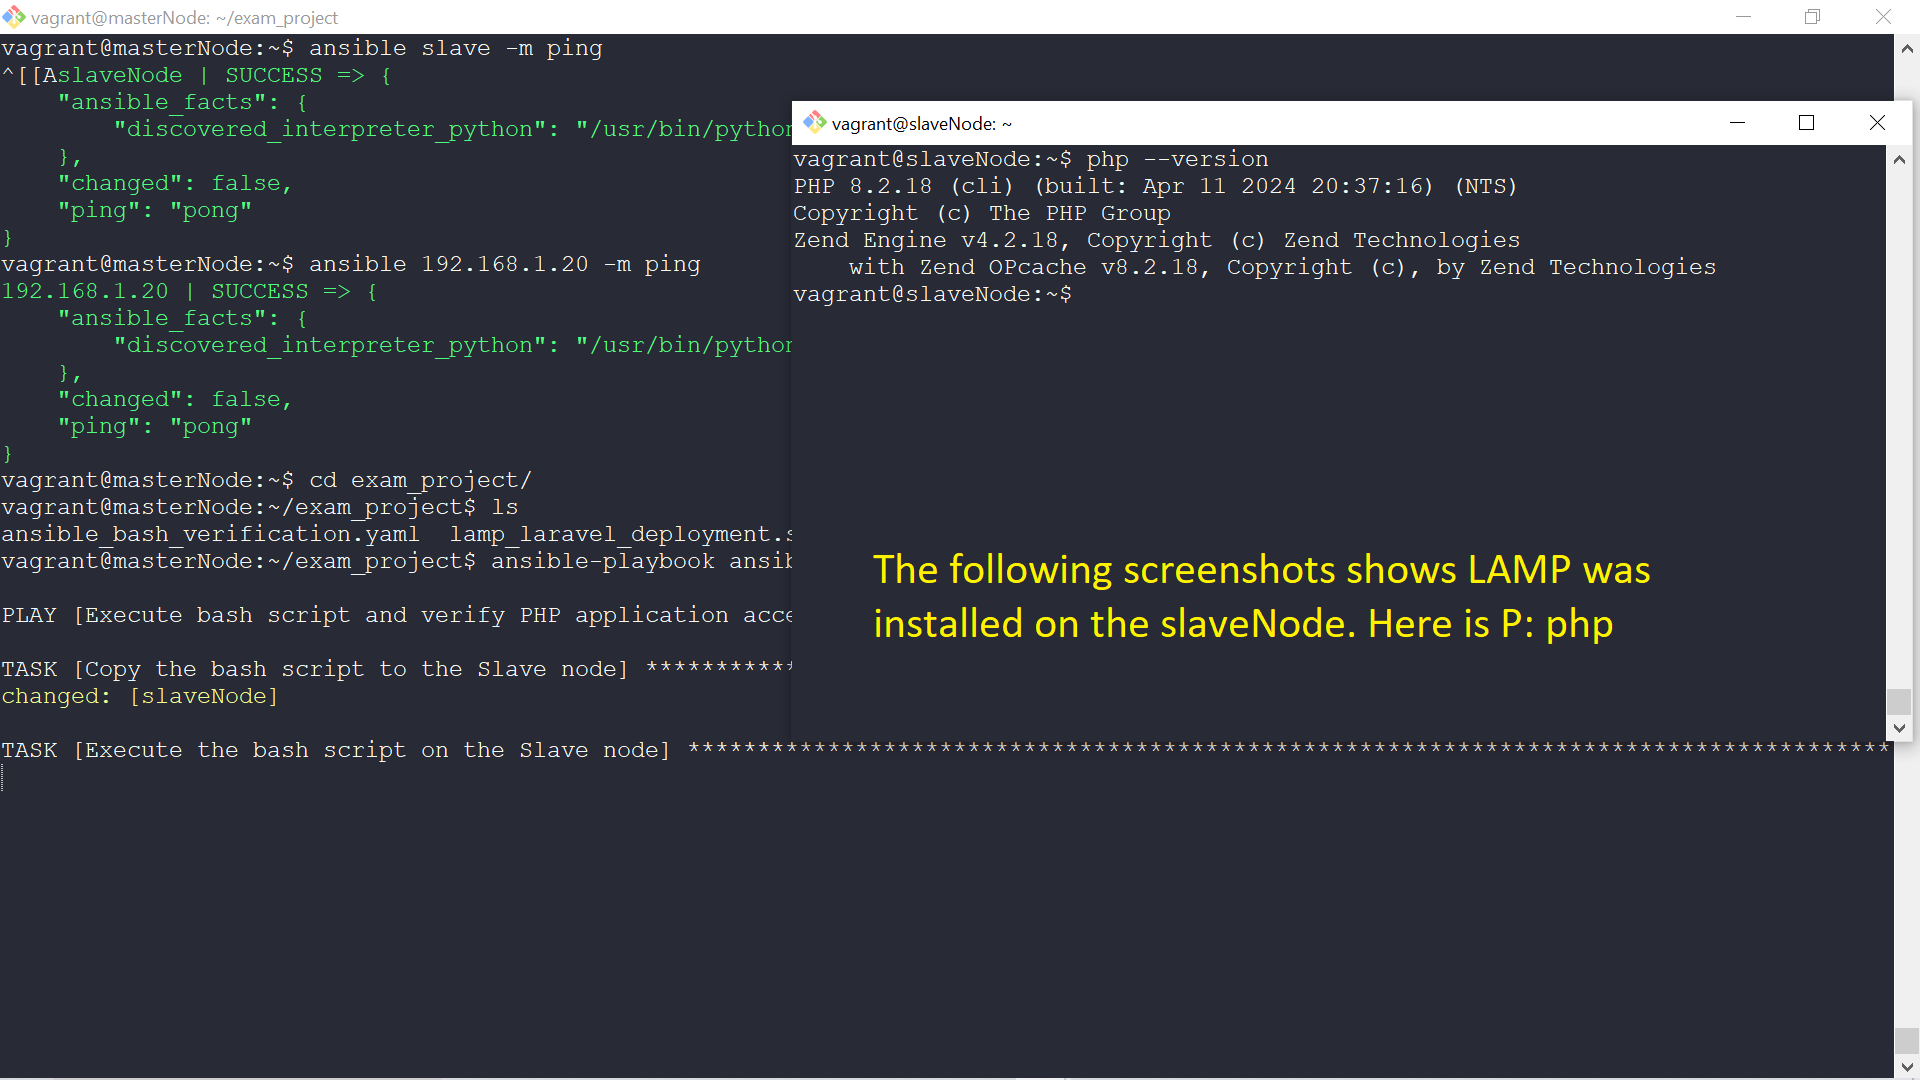 vagrant@masterNode: ~/exam_project
vagrant@masterNode:~$ ansible slave -m ping
^[[AslaveNode | SUCCESS => {
    "ansible_facts": {
        "discovered_interpreter_python": "/usr/bin/python
    },
    "changed": false,
    "ping": "pong"
}
vagrant@masterNode:~$ ansible 192.168.1.20 -m ping
192.168.1.20 | SUCCESS => {
    "ansible_facts": {
        "discovered_interpreter_python": "/usr/bin/python
    },
    "changed": false,
    "ping": "pong"
}
vagrant@masterNode:~$ cd exam_project/
vagrant@masterNode:~/exam_project$ ls
ansible_bash_verification.yaml  lamp_laravel_deployment.s
vagrant@masterNode:~/exam_project$ ansible-playbook ansib
PLAY [Execute bash script and verify PHP application acce
TASK [Copy the bash script to the Slave node] ***********
changed: [slaveNode]
TASK [Execute the bash script on the Slave node] **************************************************************************************
vagrant@slaveNode: ~
vagrant@slaveNode:~$ php --version
PHP 8.2.18 (cli) (built: Apr 11 2024 20:37:16) (NTS)
Copyright (c) The PHP Group
Zend Engine v4.2.18, Copyright (c) Zend Technologies
    with Zend OPcache v8.2.18, Copyright (c), by Zend Technologies
vagrant@slaveNode:~$
The following screenshots shows LAMP was
installed on the slaveNode. Here is P: php